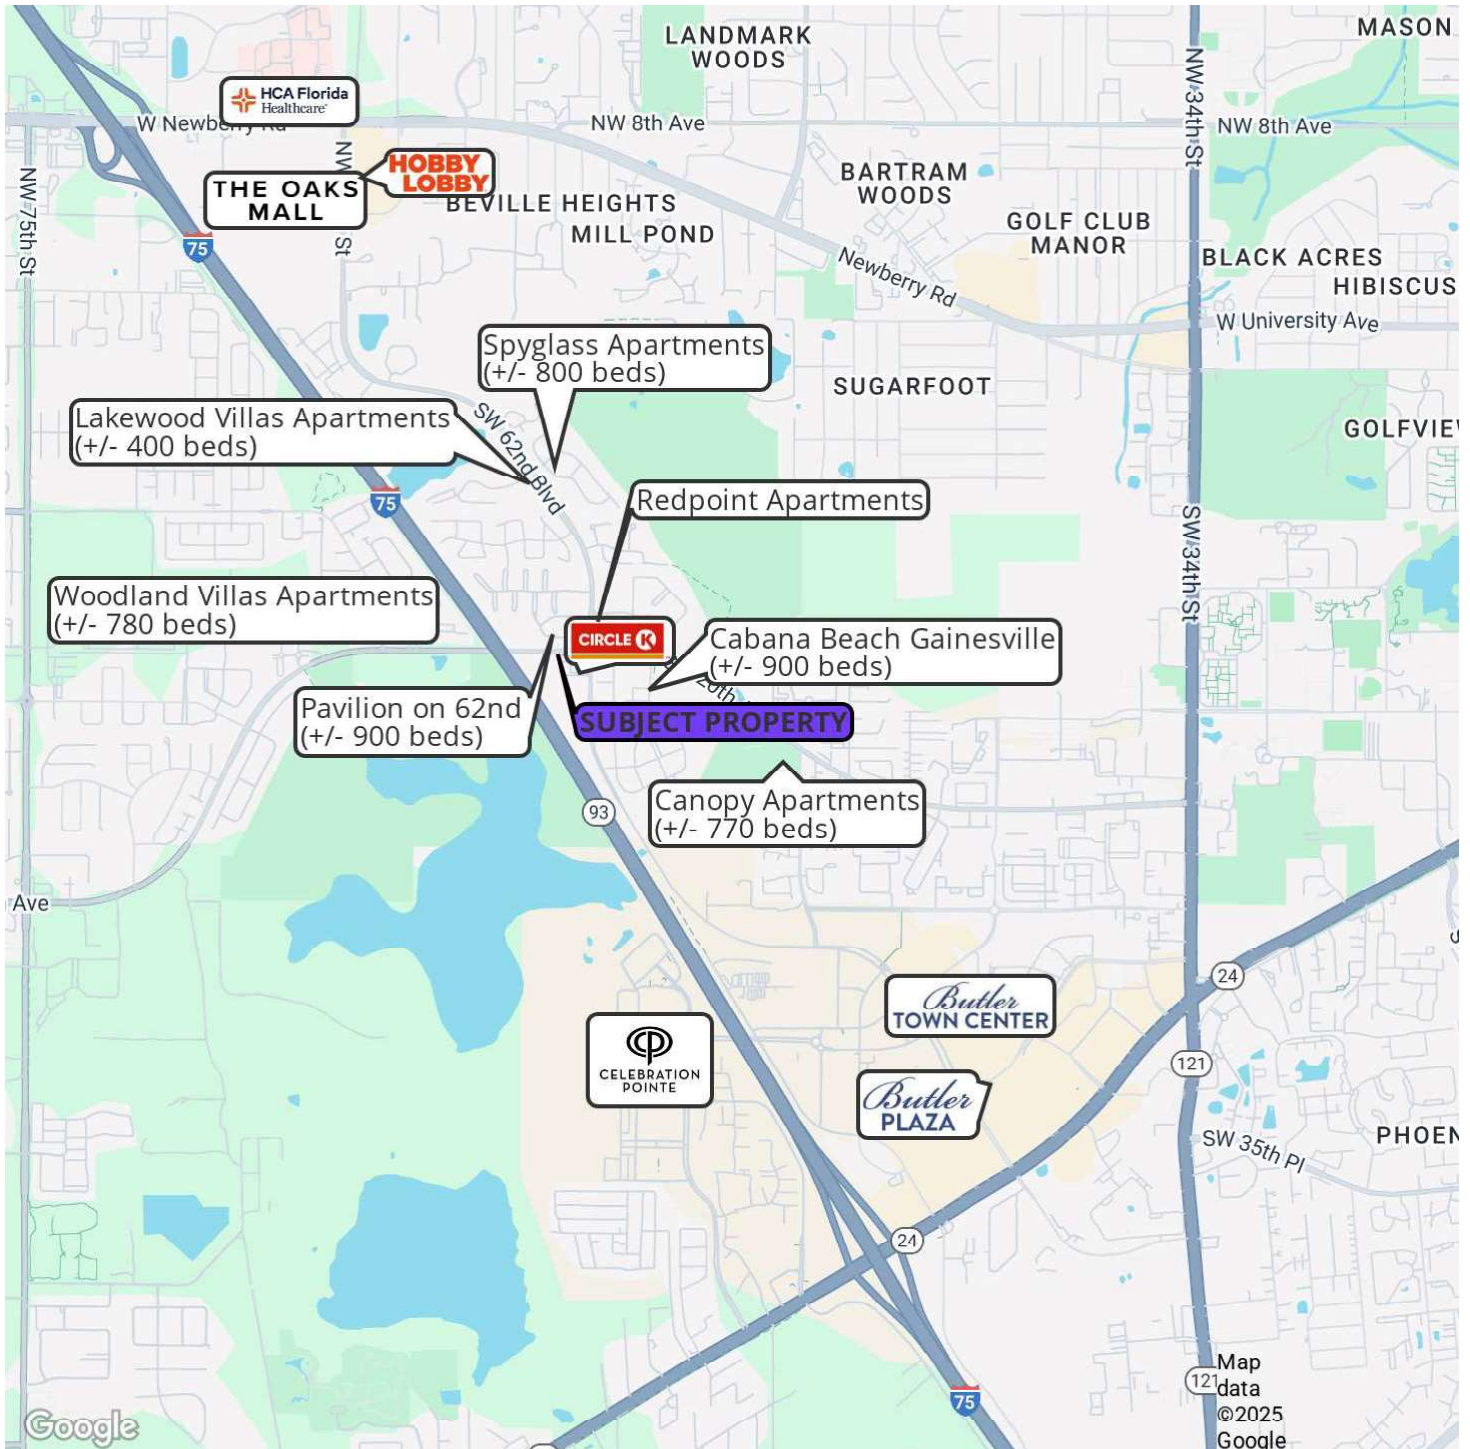 LANDMARK
WOODS
MASON
HCA Florida
Healthcare
W Newberry Rd
NW 8th Ave
NW 8th Ave
NW 34th St
NW 75th St
NW
St
HOBBY
LOBBY
THE OAKS
MALL
BEVILLE HEIGHTS
MILL POND
BARTRAM
WOODS
GOLF CLUB
MANOR
BLACK ACRES
HIBISCUS
75
Newberry Rd
W University Ave
Spyglass Apartments
(+/- 800 beds)
SUGARFOOT
Lakewood Villas Apartments
(+/- 400 beds)
SW 62nd Blvd
GOLFVIEW
75
Redpoint Apartments
SW 34th St
Woodland Villas Apartments
(+/- 780 beds)
CIRCLE K
Cabana Beach Gainesville
(+/- 900 beds)
20th
Pavilion on 62nd
(+/- 900 beds)
SUBJECT PROPERTY
93
Canopy Apartments
(+/- 770 beds)
Ave
S
24
Butler
TOWN CENTER
CP
CELEBRATION
POINTE
121
Butler
PLAZA
SW 35th Pl
PHOEN
24
75
121
Map
data
©2025
Google
Google